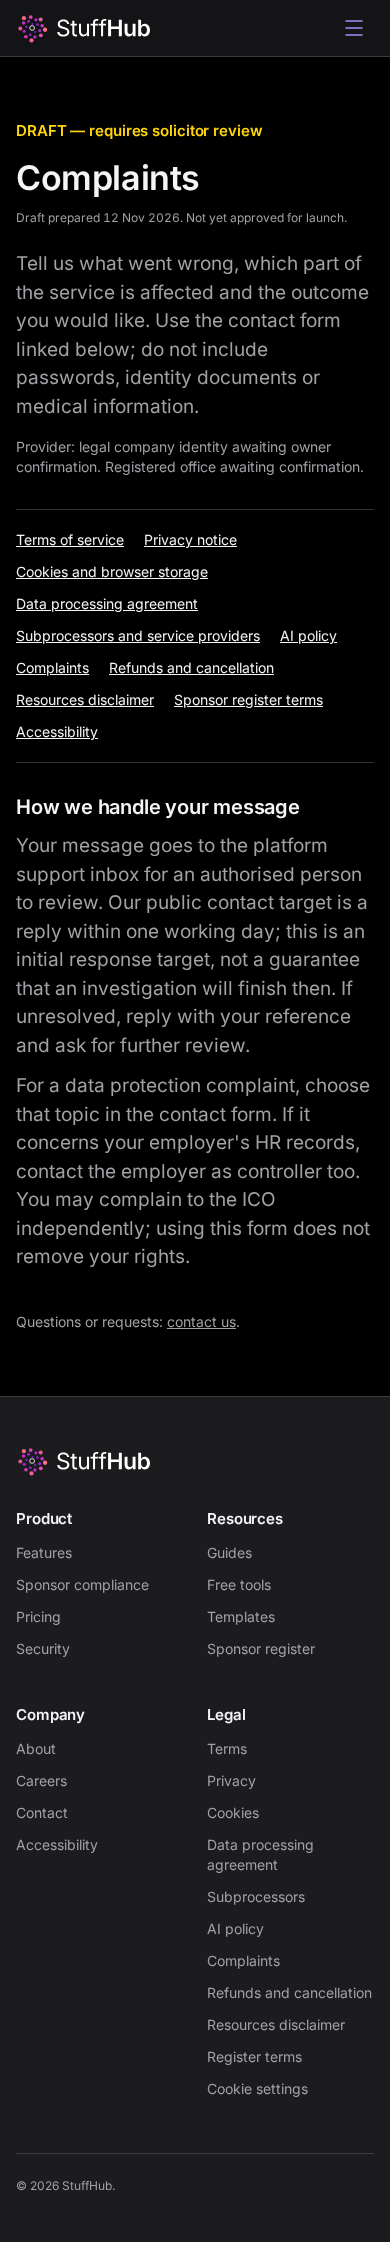 StuffHub
DRAFT — requires solicitor review
Complaints
Draft prepared 12 Nov 2026. Not yet approved for launch.
Tell us what went wrong, which part of
the service is affected and the outcome
you would like. Use the contact form
linked below; do not include
passwords, identity documents or
medical information.
Provider: legal company identity awaiting owner
confirmation. Registered office awaiting confirmation.
Terms of service Privacy notice
Cookies and browser storage
Data processing agreement
Subprocessors and service providers AI policy
Complaints Refunds and cancellation
Resources disclaimer Sponsor register terms
Accessibility
How we handle your message
Your message goes to the platform
support inbox for an authorised person
to review. Our public contact target is a
reply within one working day; this is an
initial response target, not a guarantee
that an investigation will finish then. If
unresolved, reply with your reference
and ask for further review.
For a data protection complaint, choose
that topic in the contact form. If it
concerns your employer's HR records,
contact the employer as controller too.
You may complain to the ICO
independently; using this form does not
remove your rights.
Questions or requests: contact us.
StuffHub
Product
Features
Sponsor compliance
Pricing
Security
Resources
Guides
Free tools
Templates
Sponsor register
Company
About
Careers
Contact
Accessibility
Legal
Terms
Privacy
Cookies
Data processing
agreement
Subprocessors
AI policy
Complaints
Refunds and cancellation
Resources disclaimer
Register terms
Cookie settings
© 2026 StuffHub.